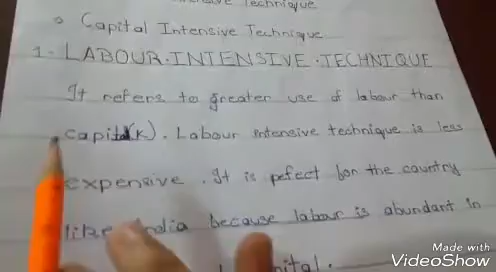 Technique
Capital Intensive Technique
1. LABOUR.INTENSIVE.TECHNIQUE
It refers to greater use of labour than
capital(K). Labour intensive technique is less
expensive. It is pefect for the country
like India because labour is abundant in
Made with
VideoShow